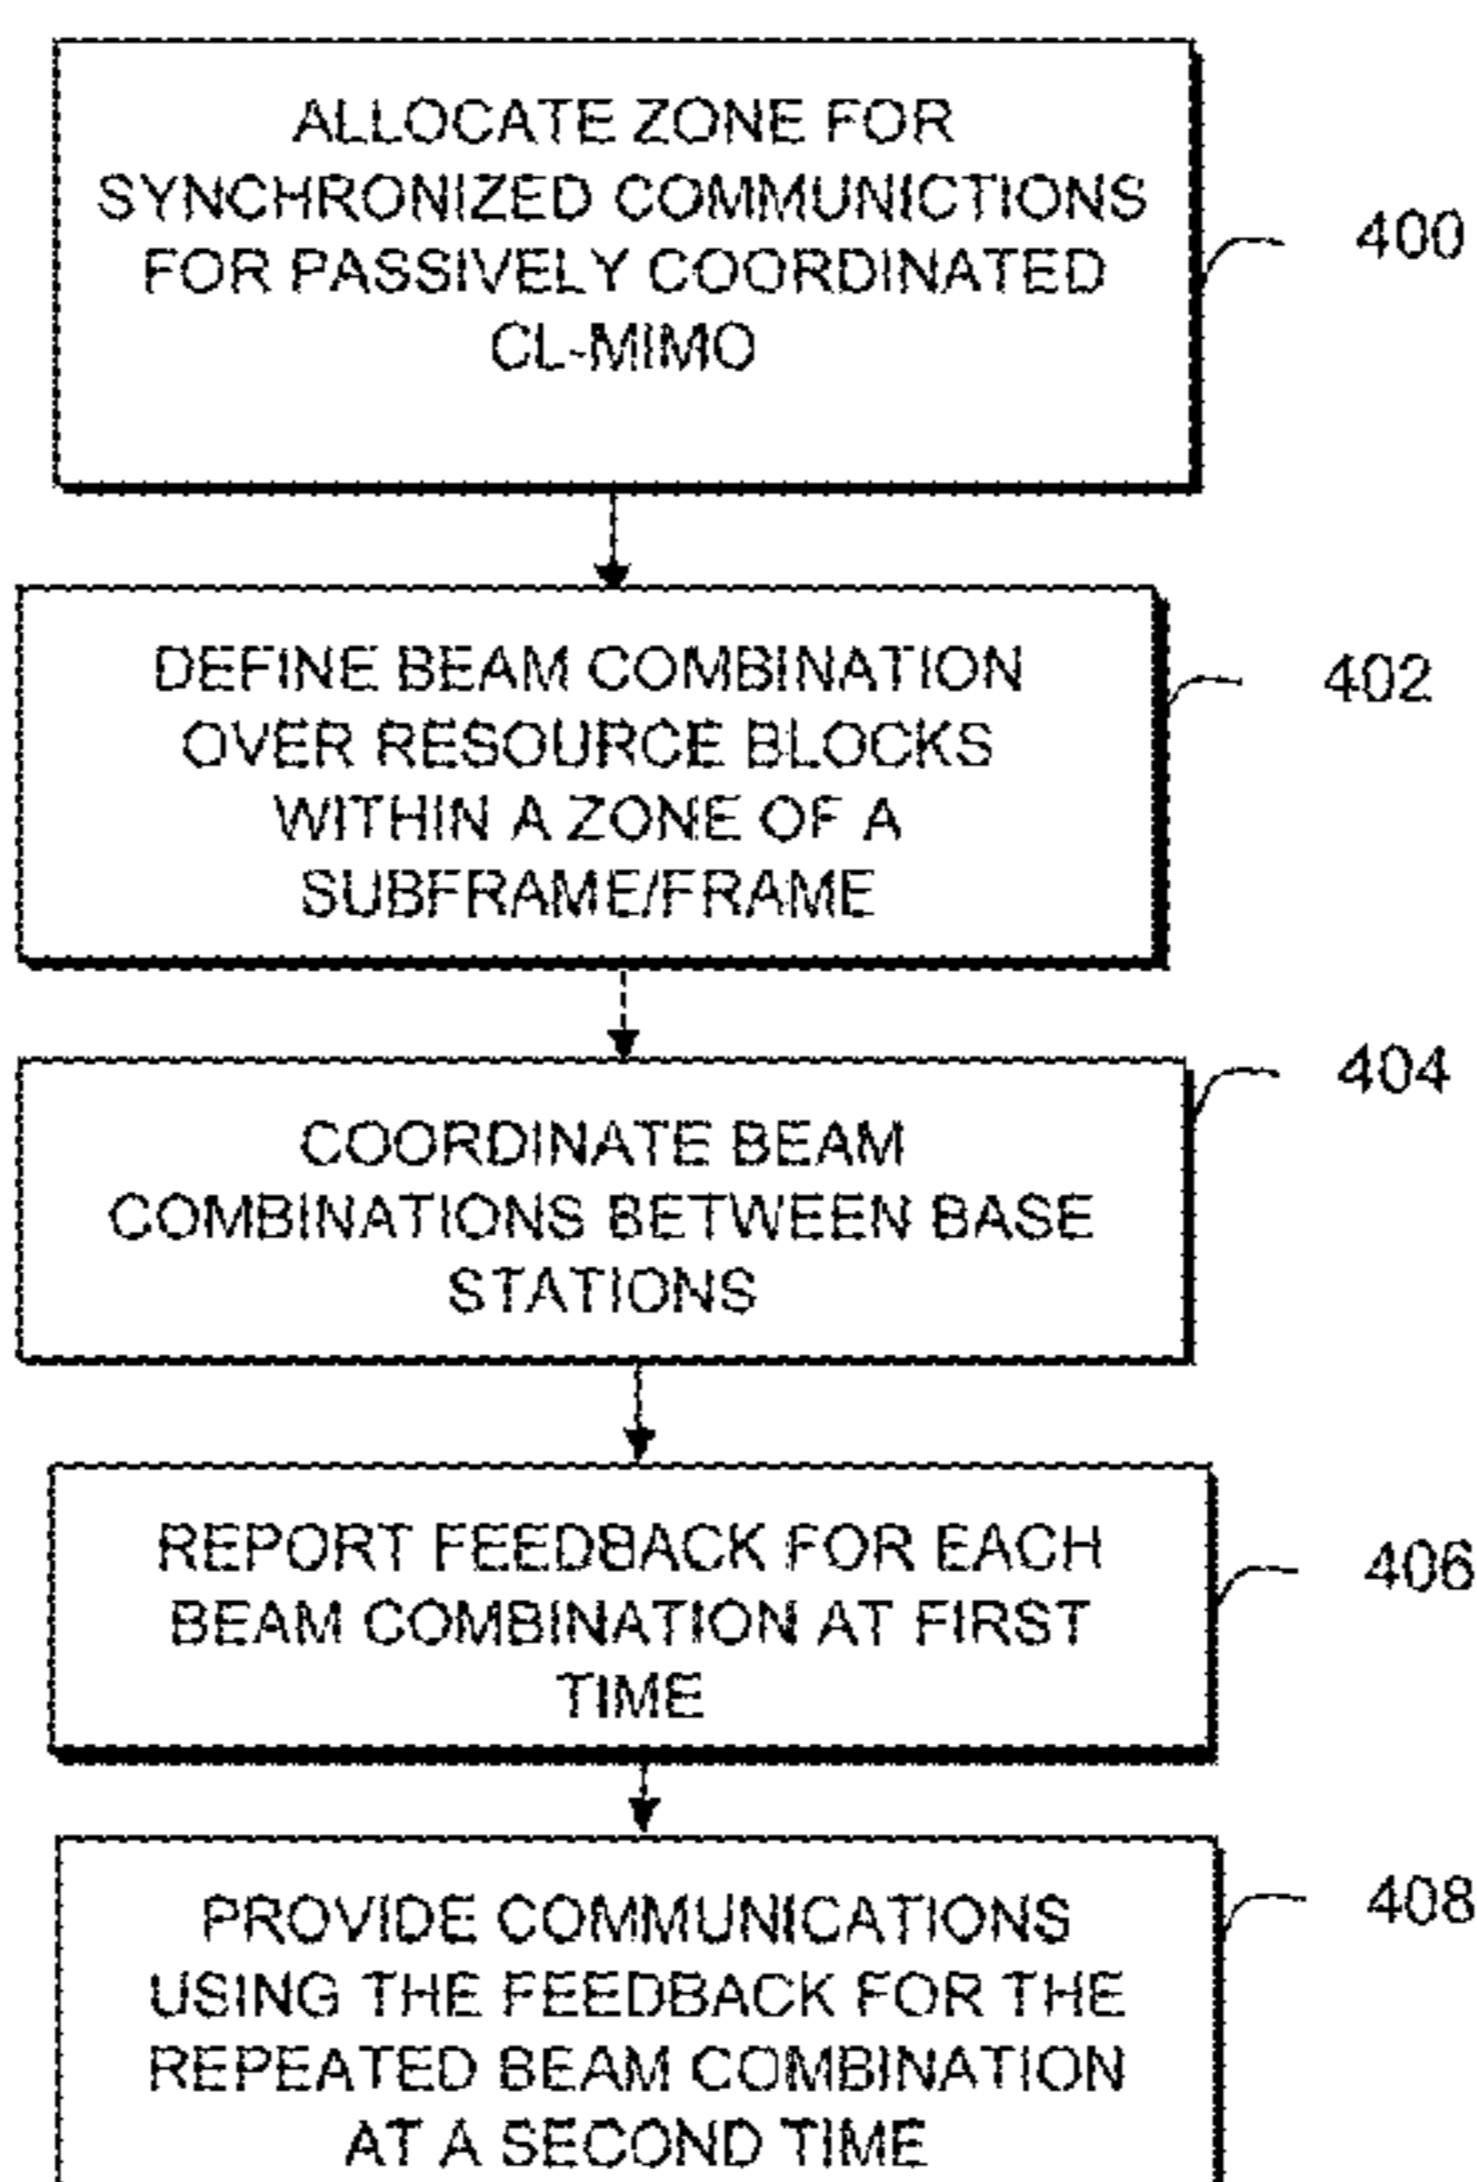 ALLOCATE ZONE FOR
SYNCHRONIZED COMMUNICTIONS
FOR PASSIVELY COORDINATED
CL-MIMO
400
DEFINE BEAM COMBINATION
OVER RESOURCE BLOCKS
WITHIN A ZONE OF A
SUBFRAME/FRAME
402
COORDINATE BEAM
COMBINATIONS BETWEEN BASE
STATIONS
404
REPORT FEEDBACK FOR EACH
BEAM COMBINATION AT FIRST
TIME
406
PROVIDE COMMUNICATIONS
USING THE FEEDBACK FOR THE
REPEATED BEAM COMBINATION
AT A SECOND TIME
408